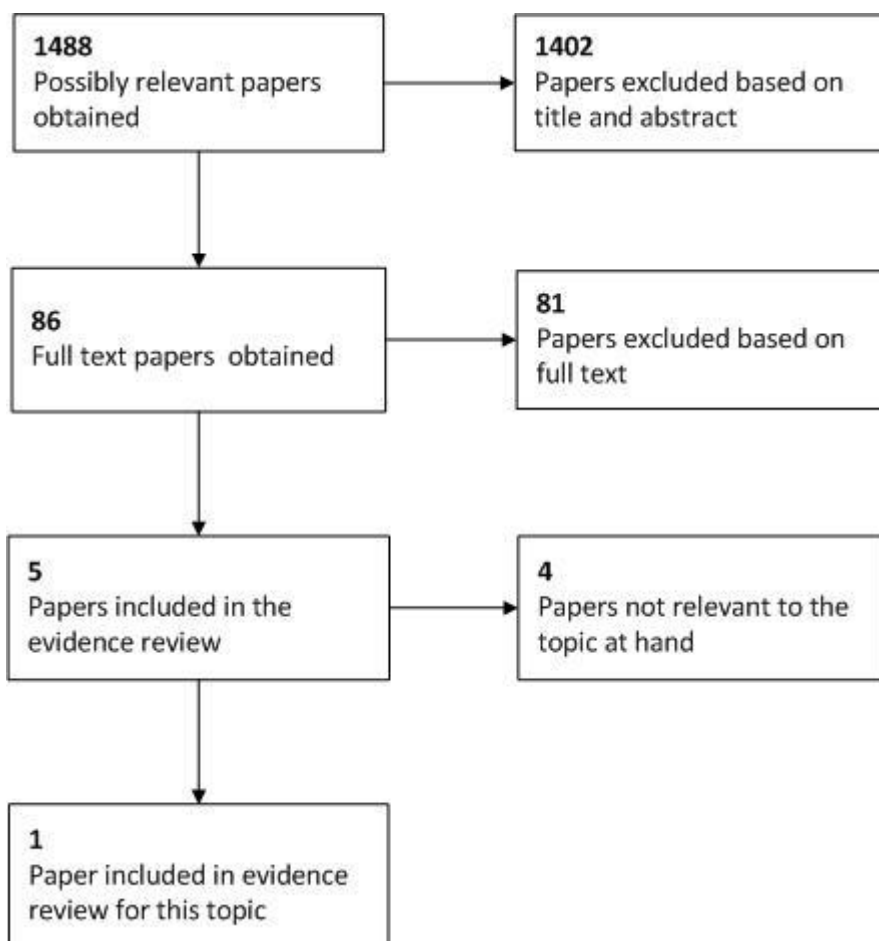 1488
Possibly relevant papers
obtained
1402
Papers excluded based on
title and abstract
86
Full text papers  obtained
81
Papers excluded based on
full text
5
Papers included in the
evidence review
4
Papers not relevant to the
topic at hand
1
Paper included in evidence
review for this topic